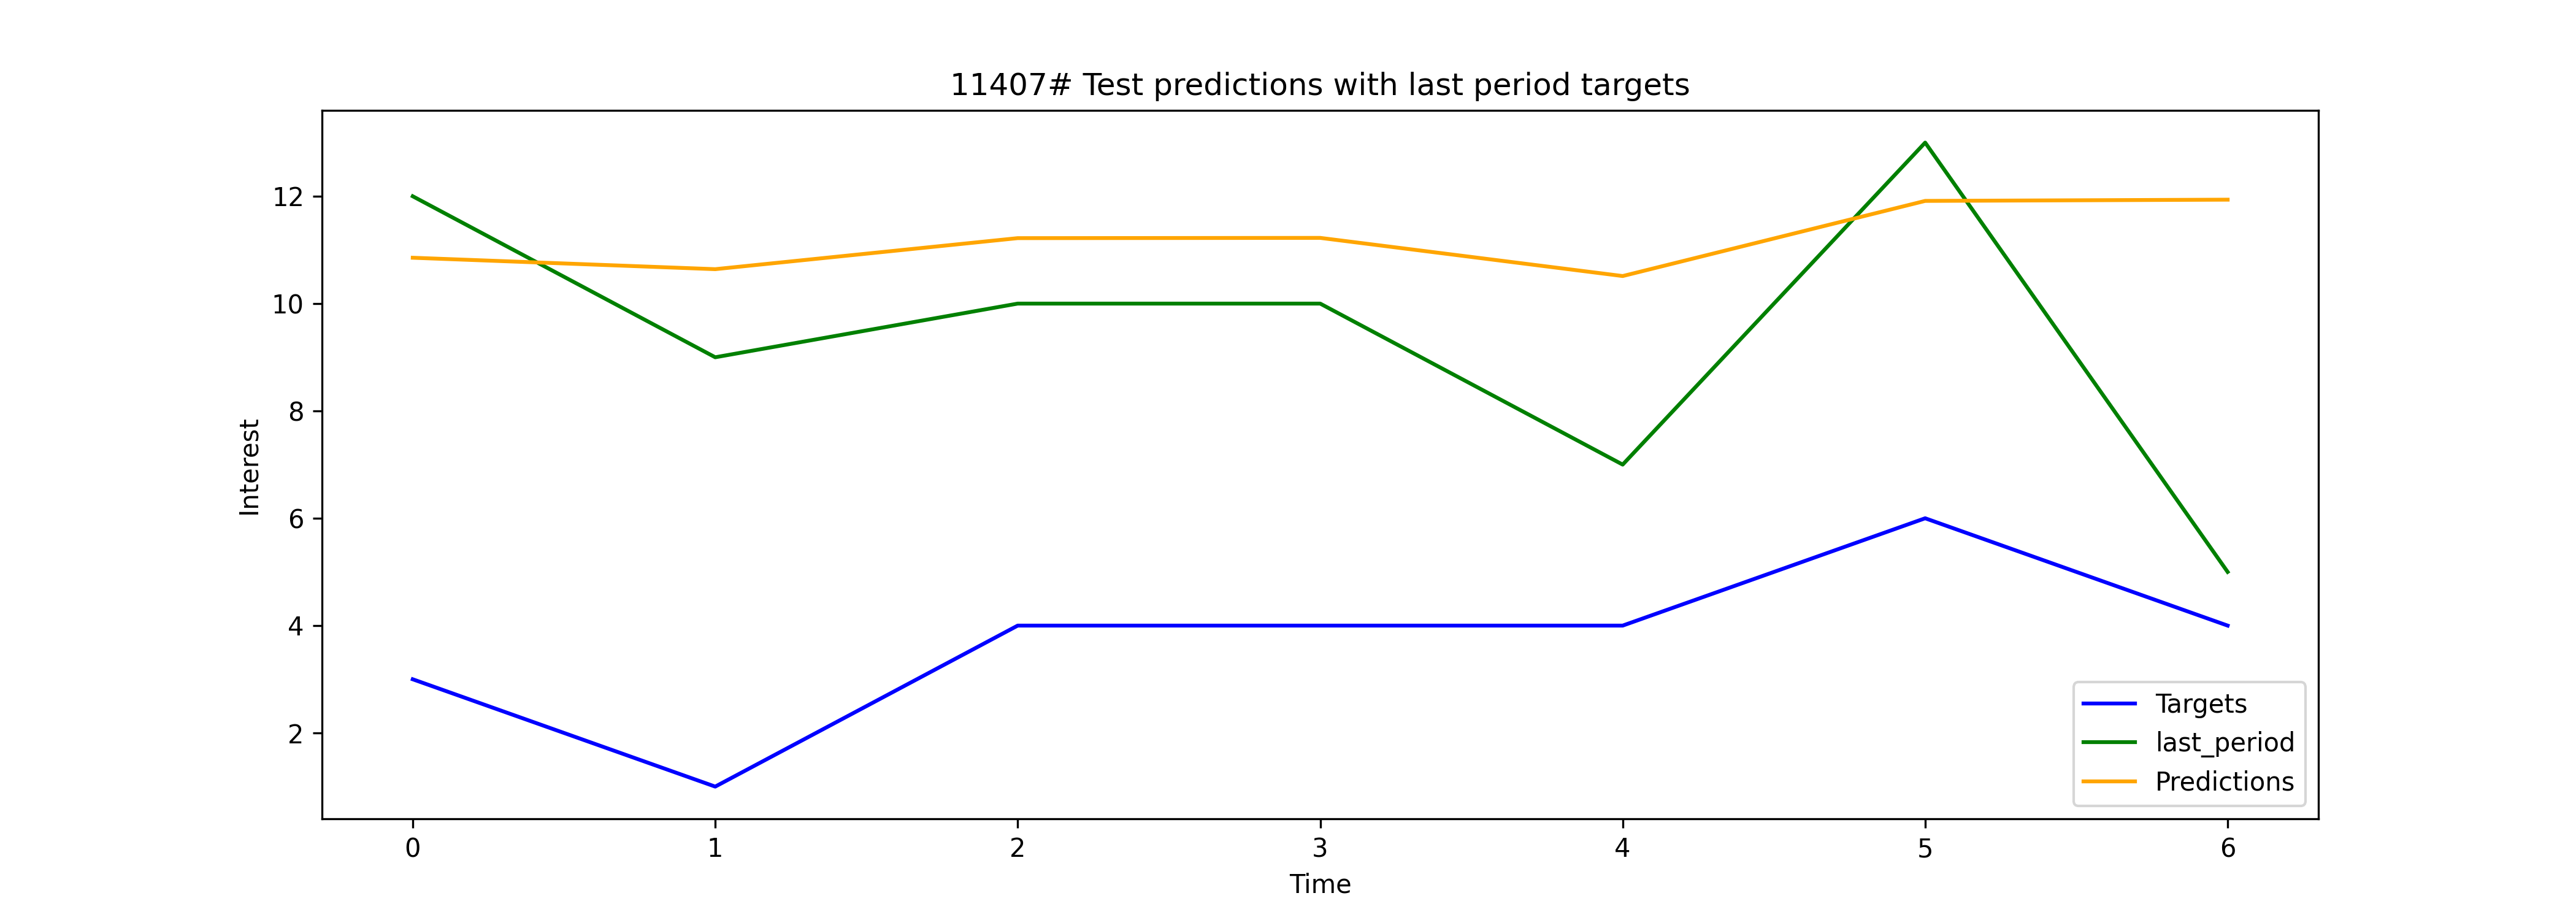 11407# Test predictions with last period targets
Interest
12
10
8
6
4
2
0 1 2 3 4 5 6
Time
Targets
last_period
Predictions